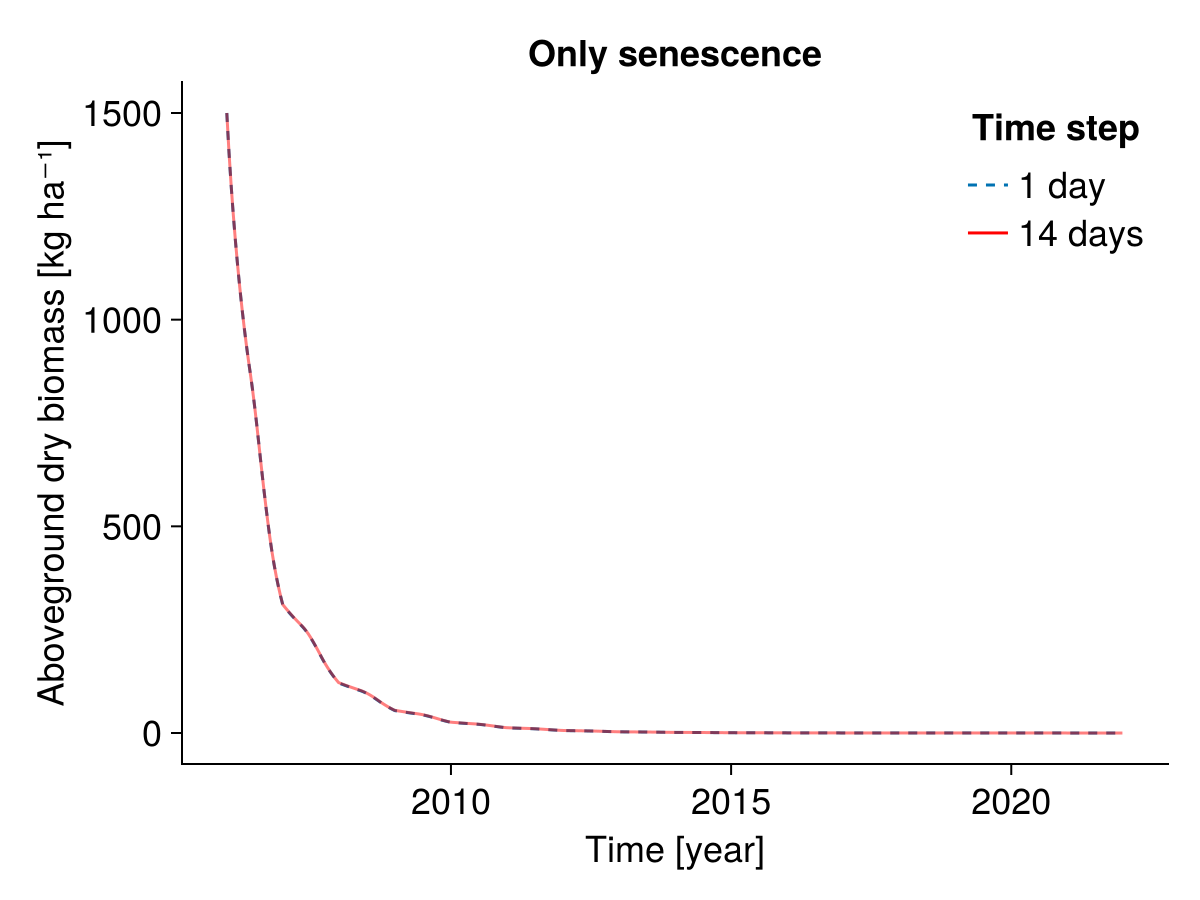 Only senescence
Aboveground dry biomass [kg ha⁻¹]
1500
1000
500
0
Time step
1 day
14 days
2010
2015
2020
Time [year]